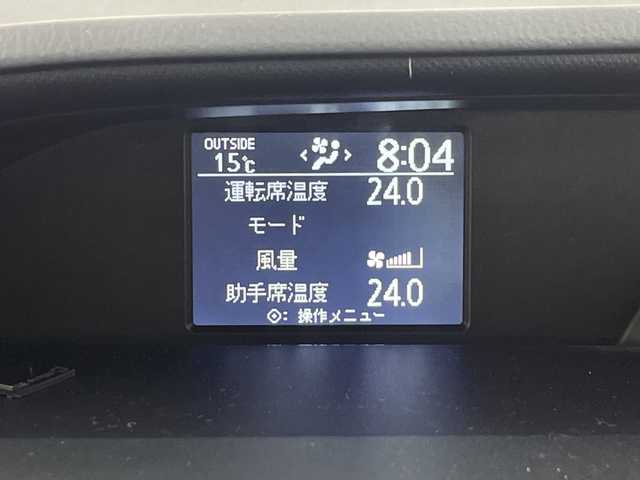 OUTSIDE
15℃ 8:04
運転席温度 24.0
モード
風量
助手席温度 24.0
: 操作メニュー